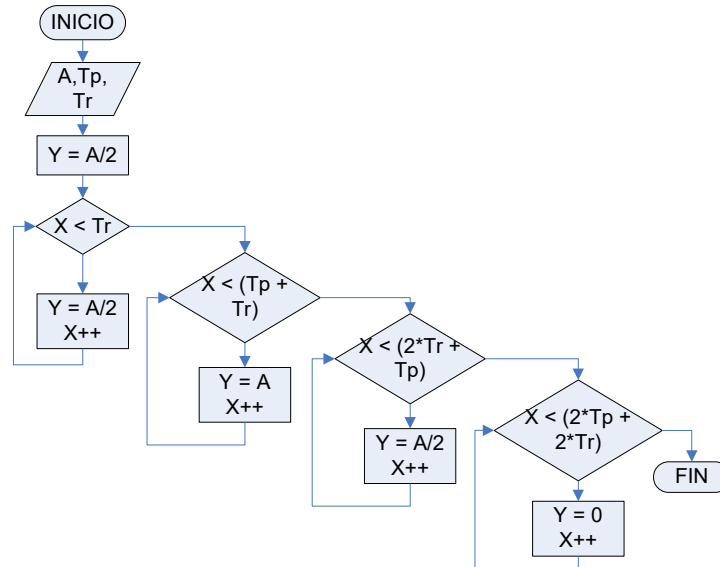 INICIO
A,Tp,
Tr
Y = A/2
X < Tr
Y = A/2
X++
X < (Tp +
Tr)
Y = A
X++
X < (2*Tr +
Tp)
Y = A/2
X++
X < (2*Tp +
2*Tr)
Y = 0
X++
FIN